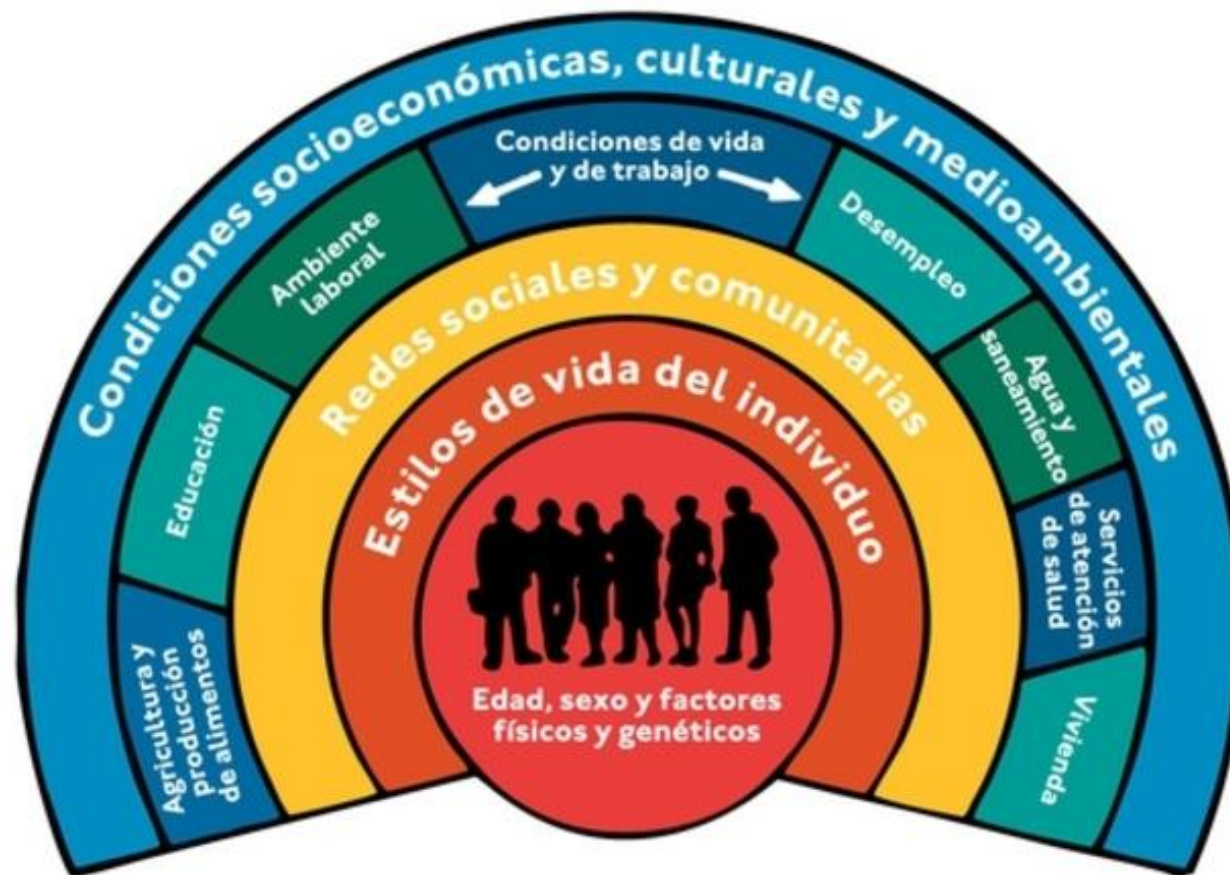 Condiciones socioeconómicas, culturales y medioambientales
Condiciones de vida
y de trabajo
Agricultura y
producción
de alimentos
Educación
Ambiente
laboral
Desempleo
Agua y
saneamiento
Servicios
de atención
de salud
Vivienda
Redes sociales y comunitarias
Estilos de vida del individuo
Edad, sexo y factores
físicos y genéticos